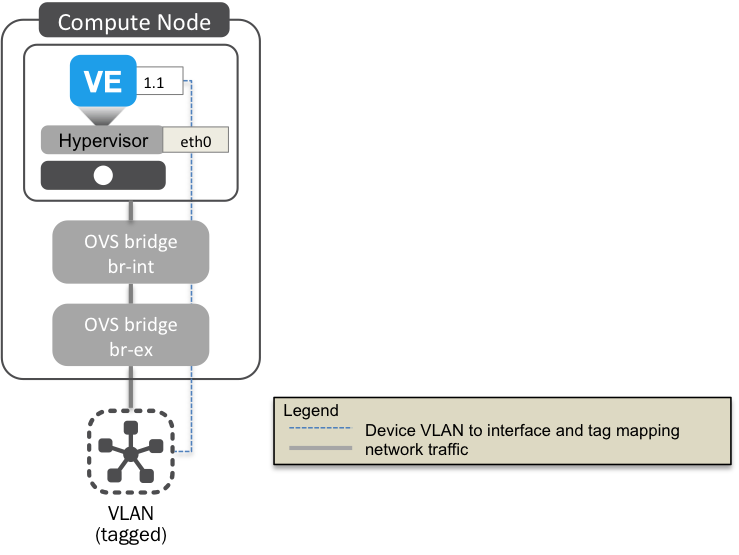 Compute Node
VE
1.1
Hypervisor
eth0
OVS bridge
br-int
OVS bridge
br-ex
Legend
Device VLAN to interface and tag mapping
network traffic
VLAN
(tagged)